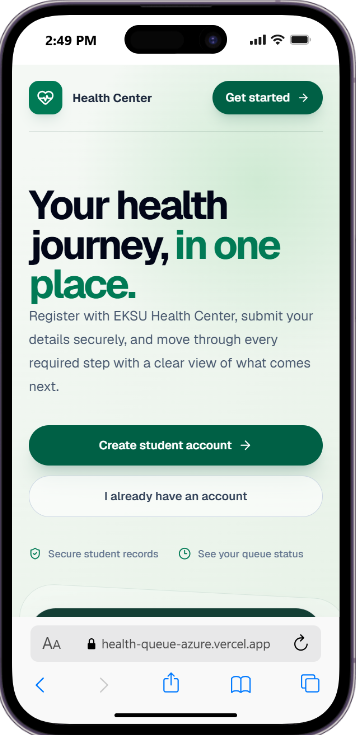 2:49 PM
Health Center
Get started
Your health
journey, in one
place.
Register with EKSU Health Center, submit your
details securely, and move through every
required step with a clear view of what comes
next.
Create student account
I already have an account
Secure student records
See your queue status
AA
health-queue-azure.vercel.app